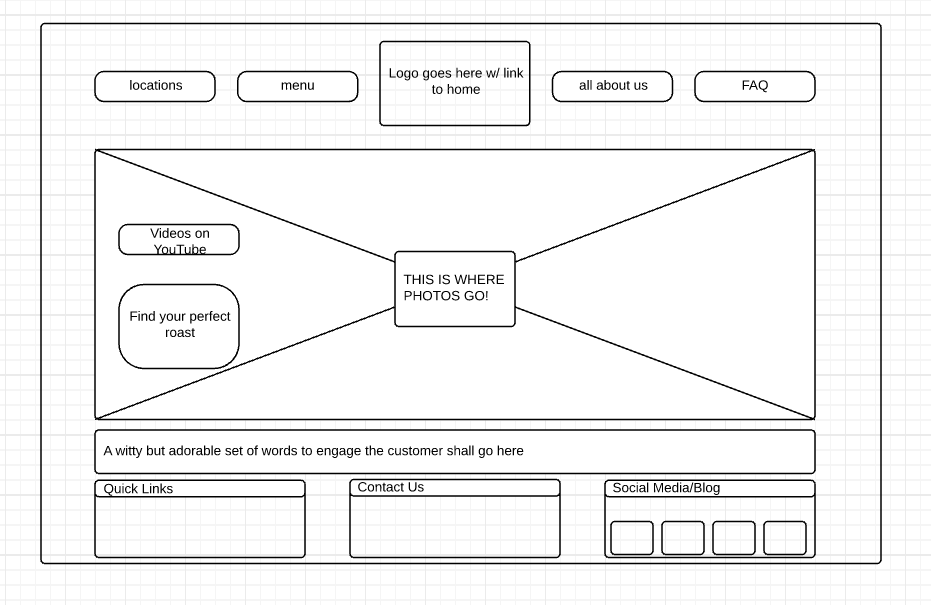 locations
menu
Logo goes here w/ link
to home
all about us
FAQ
Videos on
YouTube
Find your perfect
roast
THIS IS WHERE
PHOTOS GO!
A witty but adorable set of words to engage the customer shall go here
Quick Links
Contact Us
Social Media/Blog